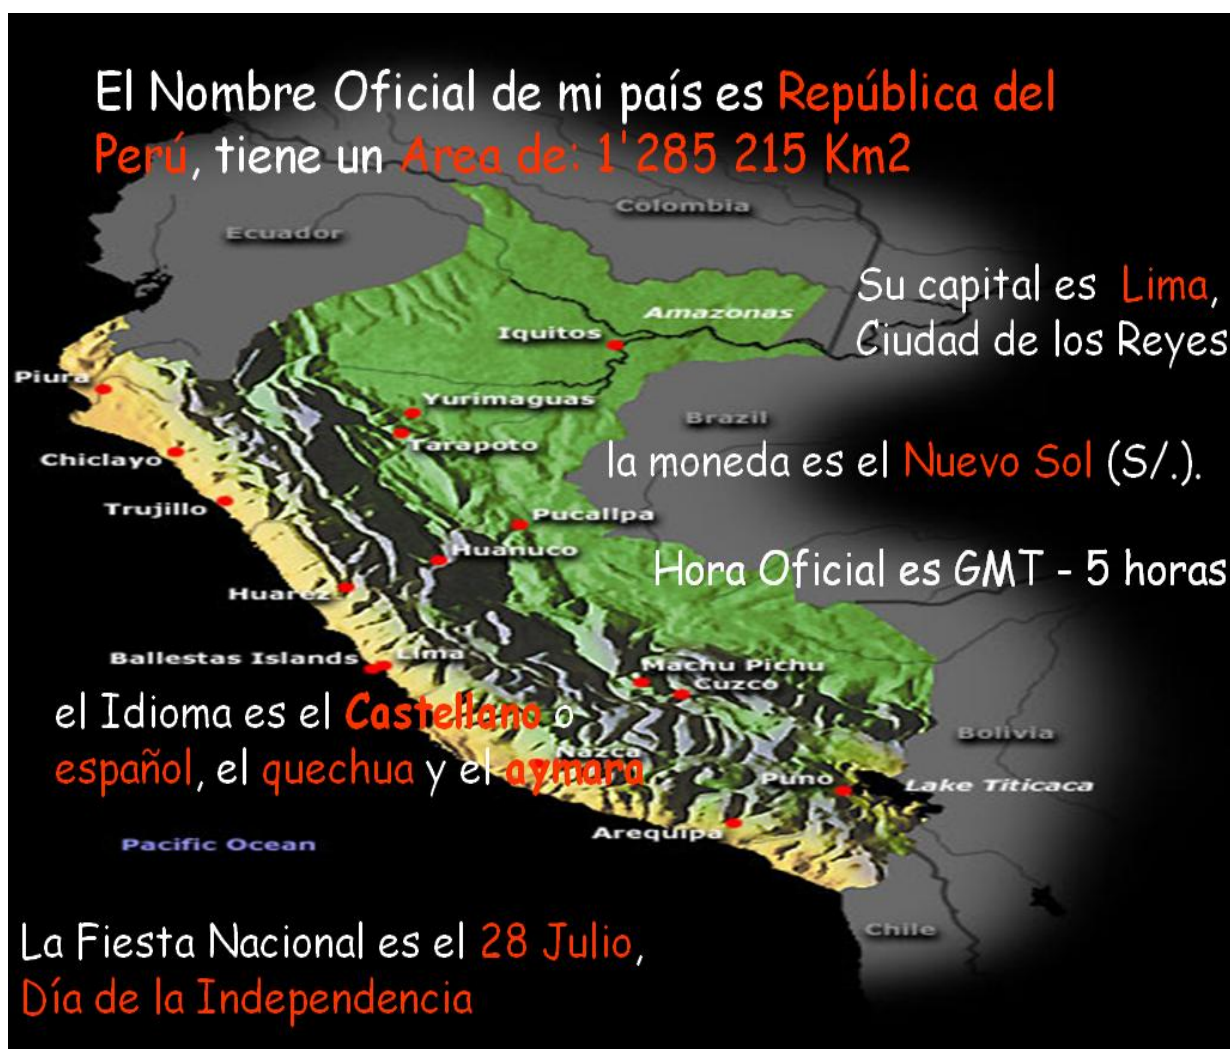 El Nombre Oficial de mi país es República del
Perú, tiene un Area de: 1'285 215 Km2
Colombia
Ecuador
Su capital es Lima,
Ciudad de los Reyes
Amazonas
Iquitos
Piura
Yurimaguas
Brazil
Tarapoto
Chiclayo
la moneda es el Nuevo Sol (S/.).
Trujillo
Pucallpa
Huanuco
Hora Oficial es GMT - 5 horas
Huarez
Ballestas Islands
Lima
Machu Pichu
Cuzco
el Idioma es el Castellano o
español, el quechua y el aymara
Bolivia
Nazca
Puno
Lake Titicaca
Arequipa
Pacific Ocean
Chile
La Fiesta Nacional es el 28 Julio,
Día de la Independencia